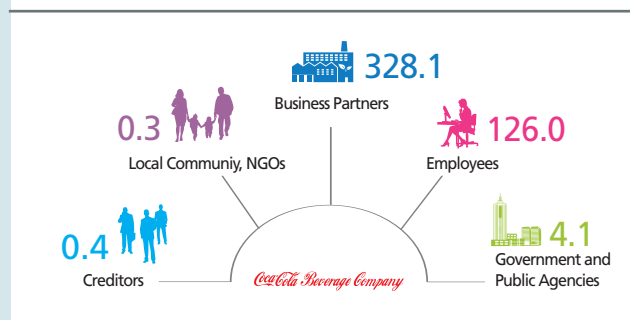 328.1
Business Partners
0.3
Local Communiy, NGOs
126.0
Employees
0.4
Creditors
4.1
Government and
Public Agencies
Coca Cola Beverage Company